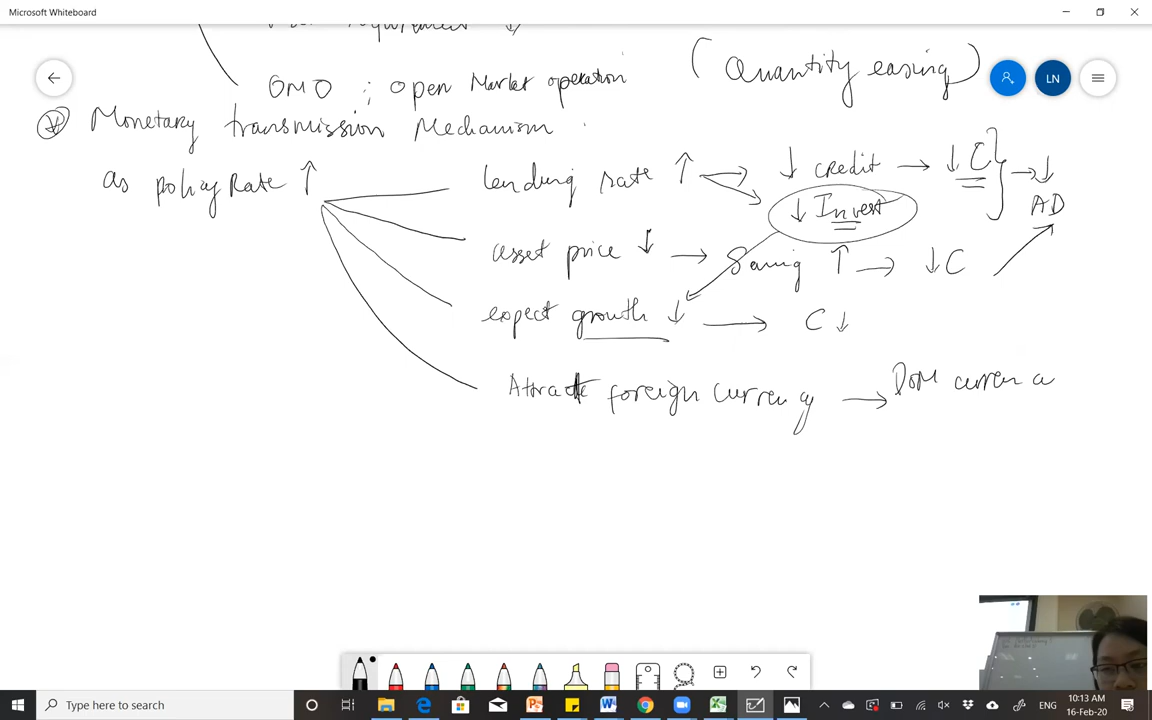 Microsoft Whiteboard
OMO ; open Market operation
(Quantity easing)
LN
Monetary transmission Mechanism
as policy Rate ↑
lending rate ↑ → ↓ credit → ↓ C } → ↓ AD
↓ Invest
asset price ↓ → Saving ↑ → ↓ C
expect growth ↓ → C ↓
Attract foreign currency → Dom curren a
Type here to search
ENG
10:13 AM
16-Feb-20